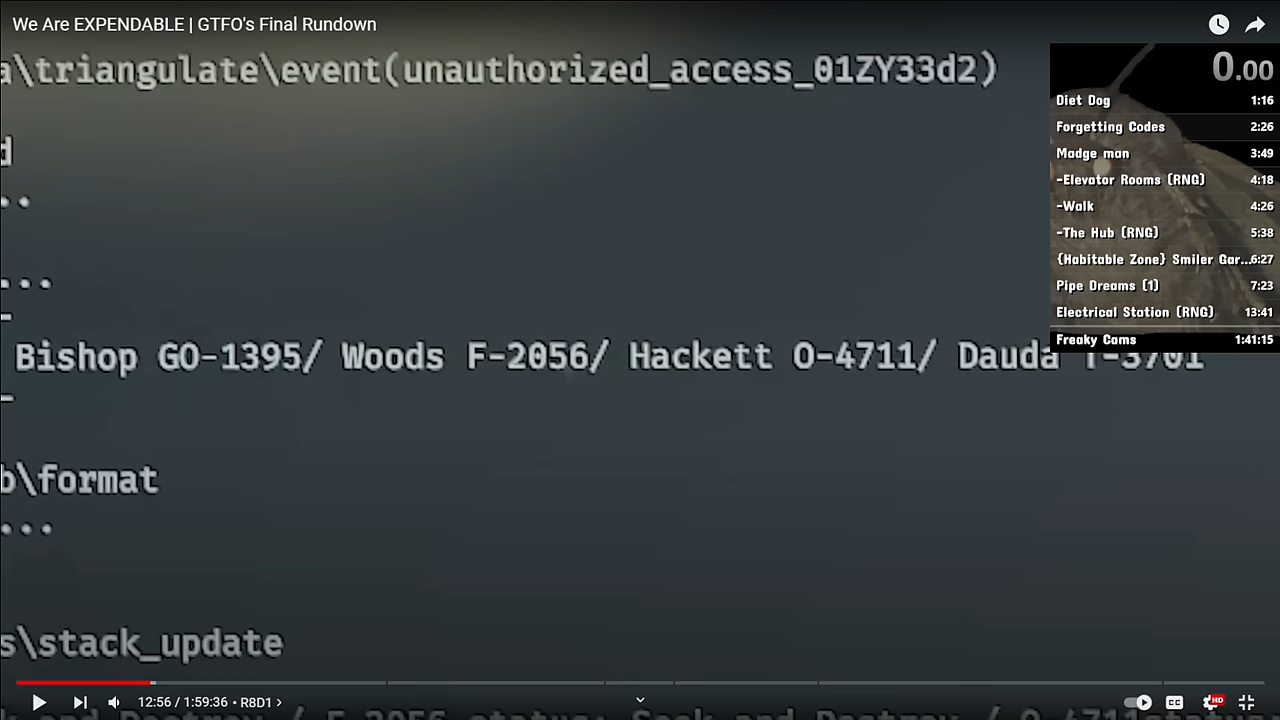 We Are EXPENDABLE | GTFO's Final Rundown
a\triangulate\event(unauthorized_access_01ZY33d2)
0.00
Diet Dog 1:16
Forgetting Codes 2:26
Madge man 3:49
-Elevator Rooms (RNG) 4:18
-Walk 4:26
-The Hub (RNG) 5:38
{Habitable Zone} Smiler Gar...6:27
Pipe Dreams (1) 7:23
Electrical Station (RNG) 13:41
Freaky Cams 1:41:15
d
..
...
-
Bishop GO-1395/ Woods F-2056/ Hackett O-4711/ Dauda T-3701
-
b\format
...
s\stack_update
12:56 / 1:59:36 • R8D1 ›
CC
HD